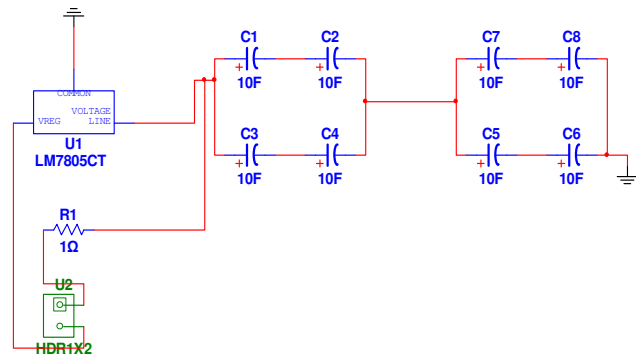 C1 C2 C7 C8
+ + + +
10F 10F 10F 10F
COMMON
VOLTAGE
VREG LINE
U1
LM7805CT
C3 C4 C5 C6
+ + + +
10F 10F 10F 10F
R1
1Ω
U2
HDR1X2